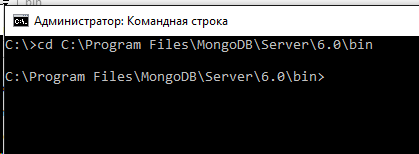 Администратор: Командная строка
C:\>cd C:\Program Files\MongoDB\Server\6.0\bin
C:\Program Files\MongoDB\Server\6.0\bin>